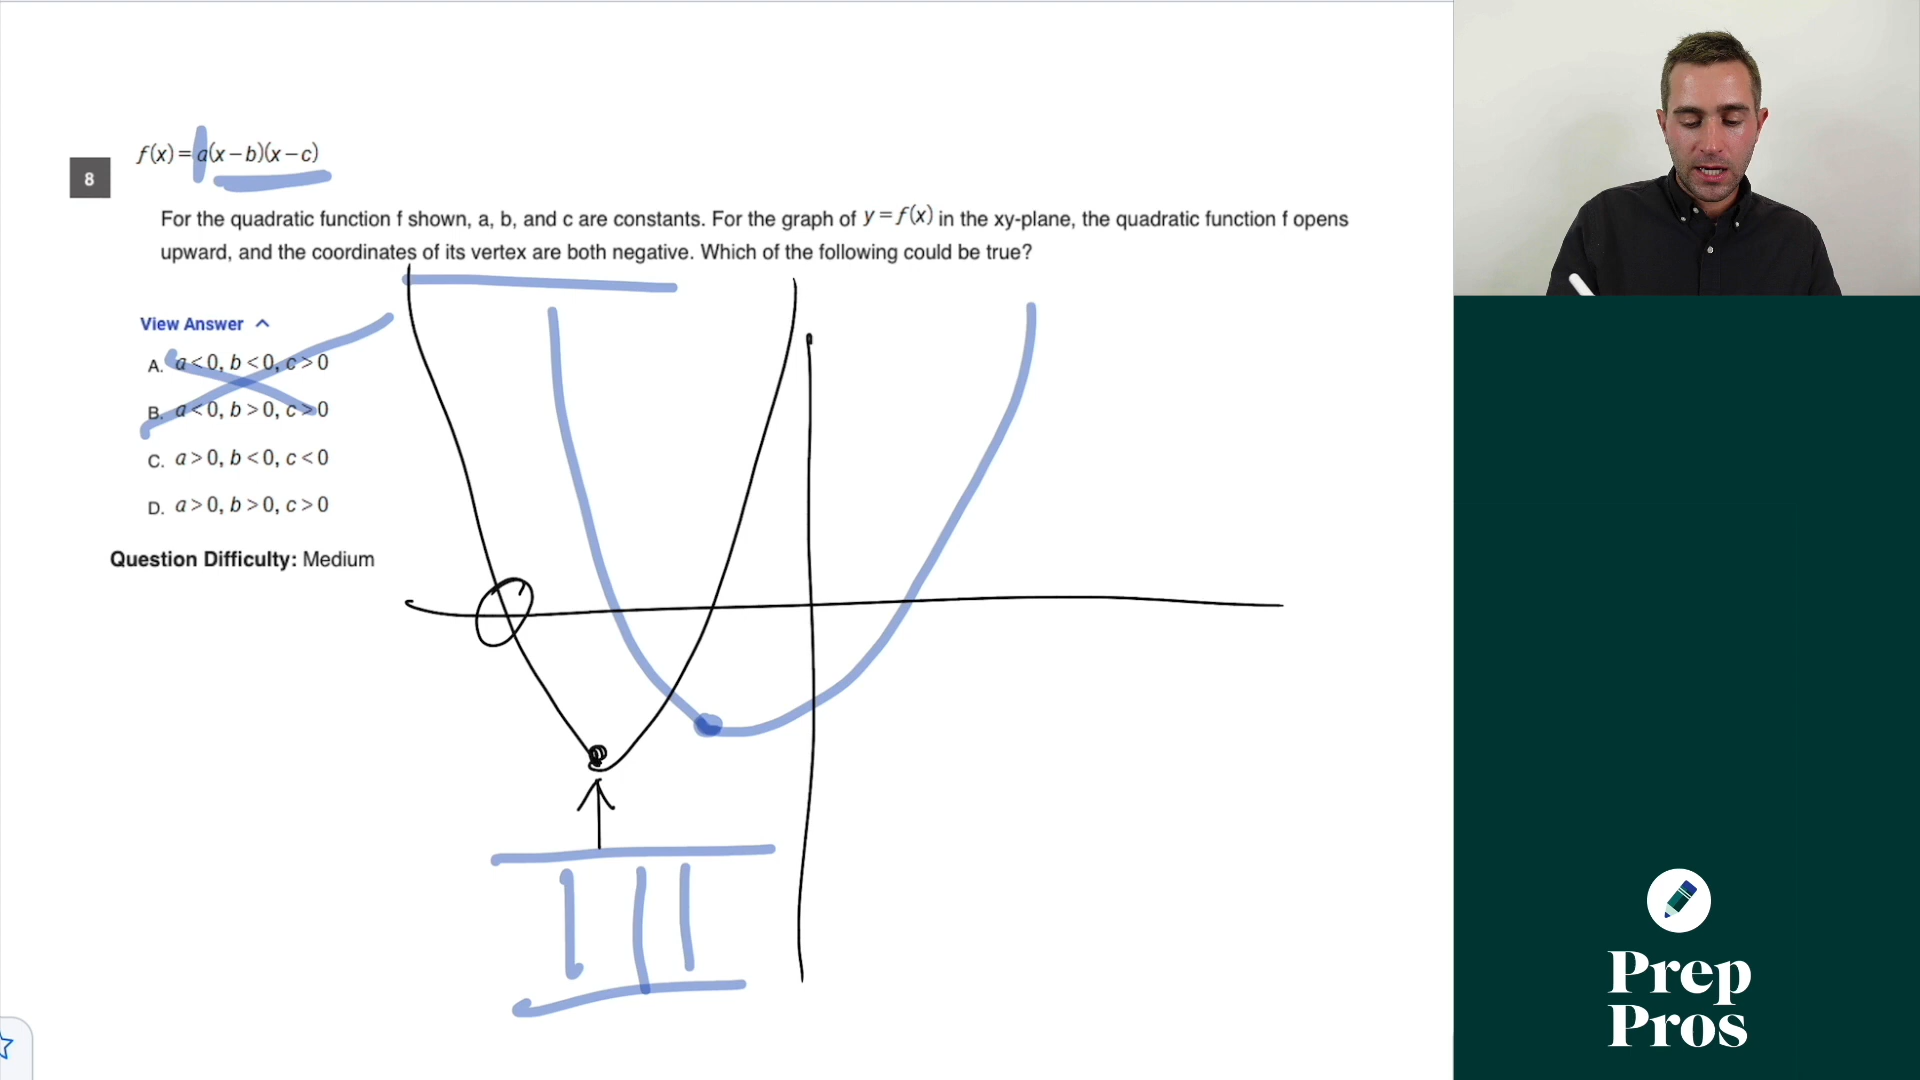 f(x)=a(x−b)(x−c)
8
For the quadratic function f shown, a, b, and c are constants. For the graph of y=f(x) in the xy-plane, the quadratic function f opens
upward, and the coordinates of its vertex are both negative. Which of the following could be true?
View Answer
A. a<0, b<0, c>0
B. a<0, b>0, c>0
C. a>0, b<0, c<0
D. a>0, b>0, c>0
Question Difficulty: Medium
III
Prep
Pros